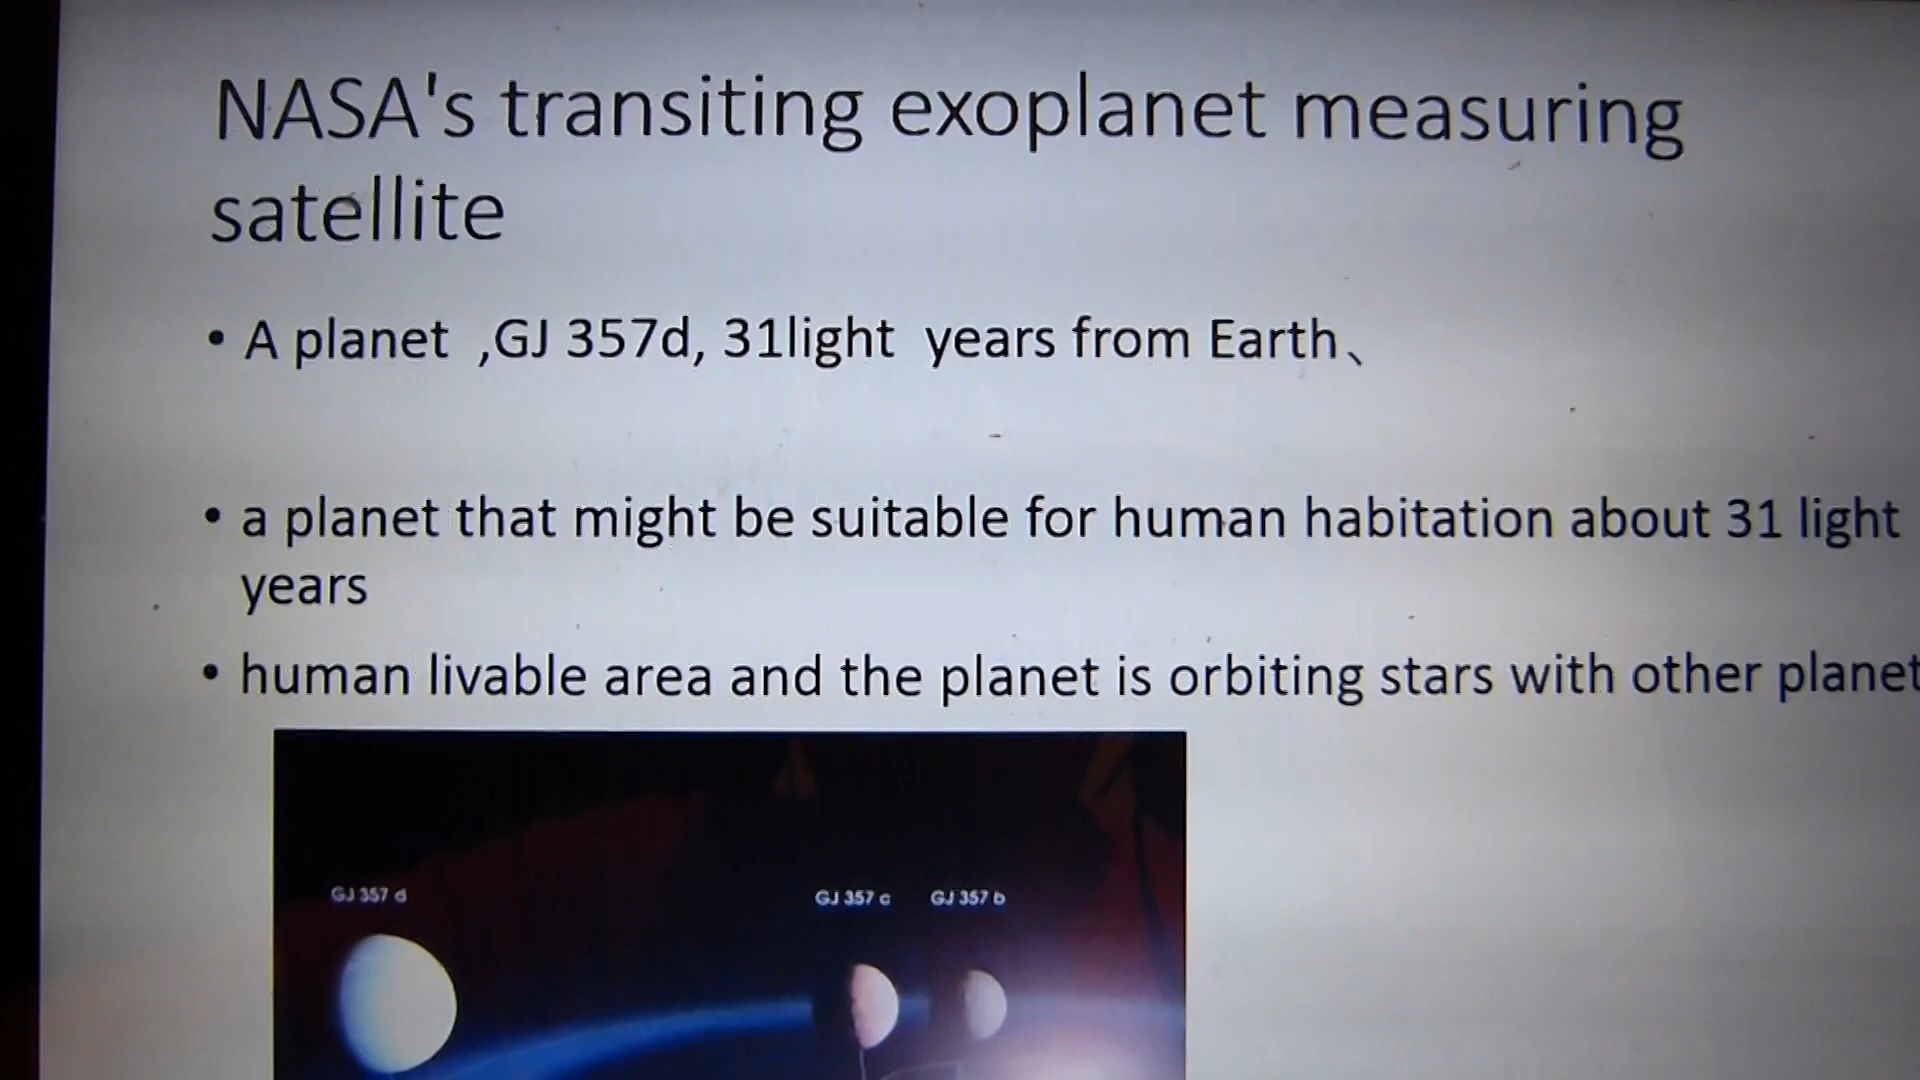 NASA's transiting exoplanet measuring
satellite
• A planet ,GJ 357d, 31light years from Earth、
• a planet that might be suitable for human habitation about 31 light
years
• human livable area and the planet is orbiting stars with other planet
GJ 357 d
GJ 357 c
GJ 357 b